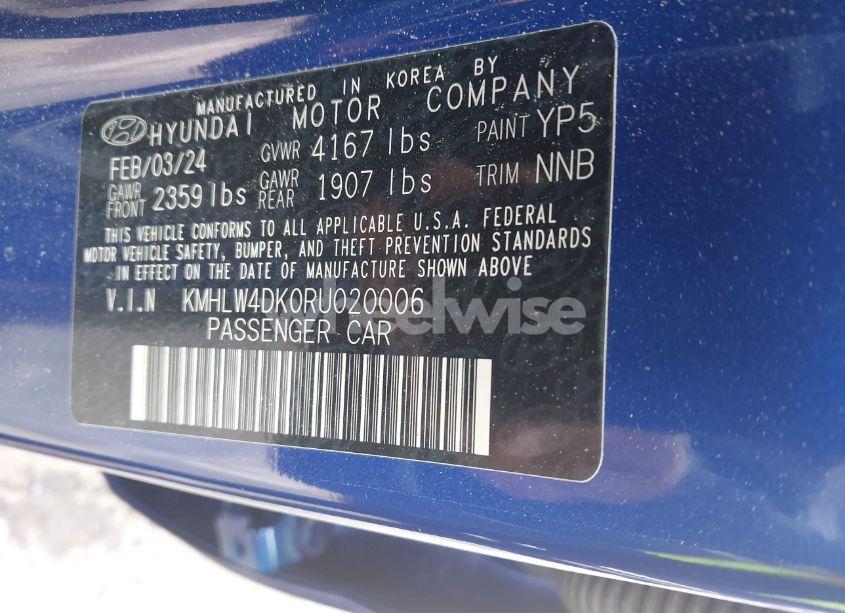 MANUFACTURED IN KOREA BY
HYUNDAI MOTOR COMPANY
FEB/03/24 GVWR 4167 lbs PAINT YP5
GAWR FRONT 2359 lbs GAWR REAR 1907 lbs TRIM NNB
THIS VEHICLE CONFORMS TO ALL APPLICABLE U.S.A. FEDERAL
MOTOR VEHICLE SAFETY, BUMPER, AND THEFT PREVENTION STANDARDS
IN EFFECT ON THE DATE OF MANUFACTURE SHOWN ABOVE
V.I.N KMHLW4DK0RU020006
PASSENGER CAR
wheelwise